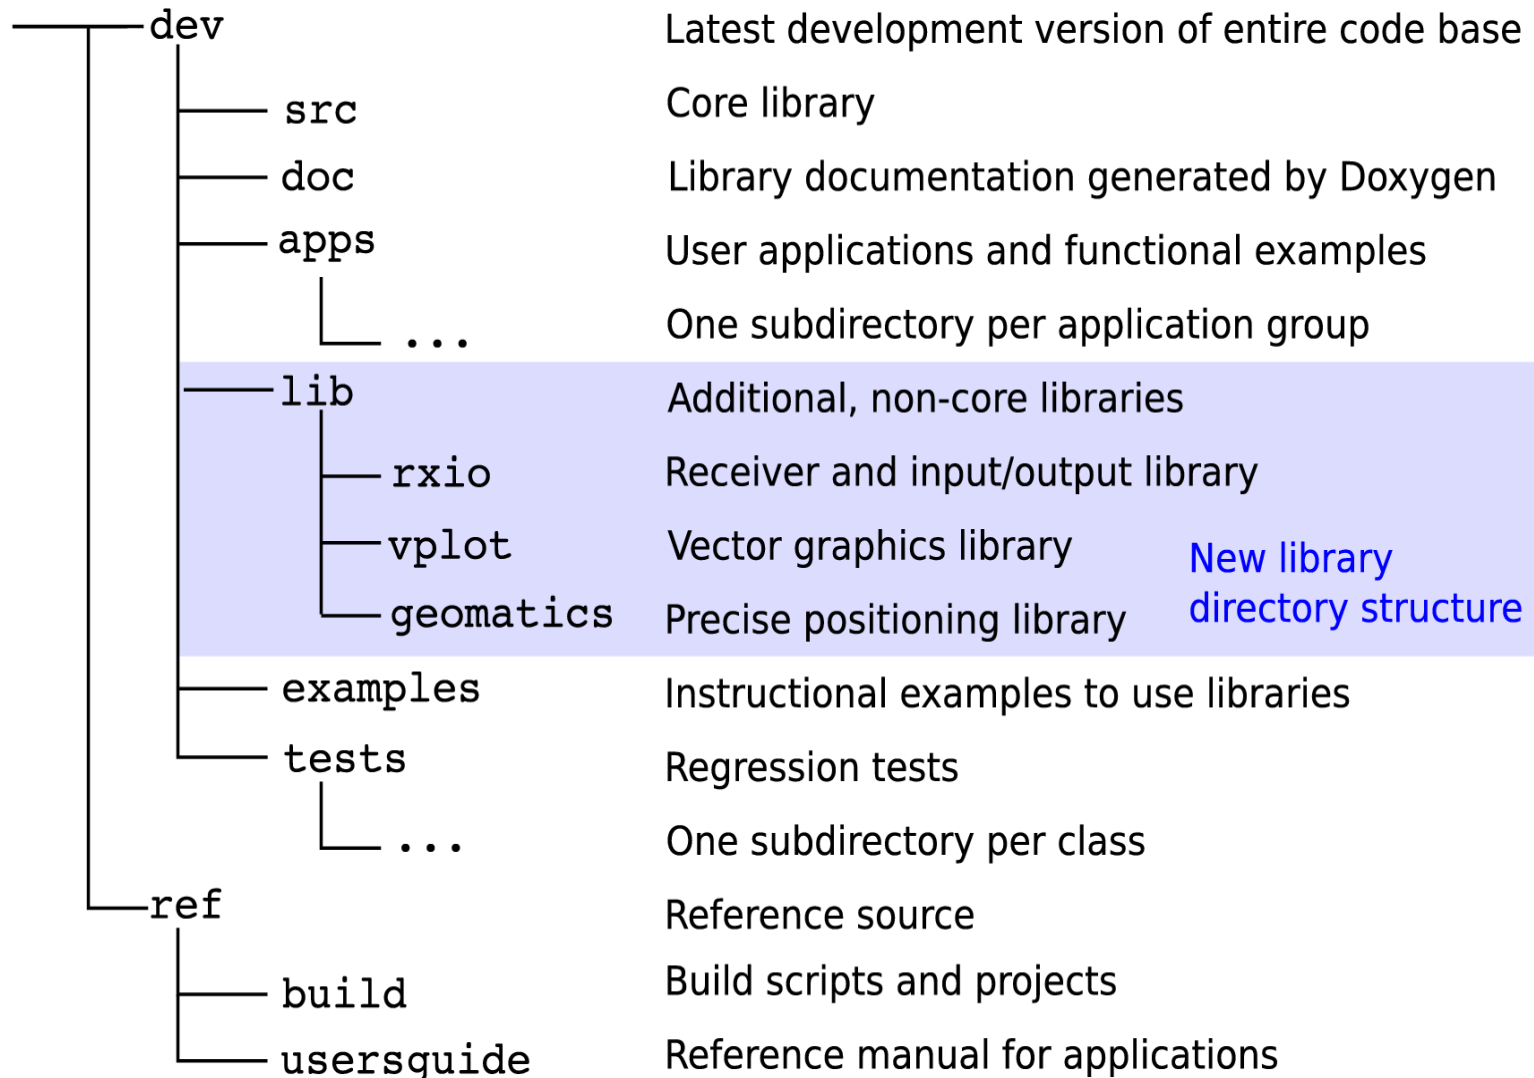 dev Latest development version of entire code base
src Core library
doc Library documentation generated by Doxygen
apps User applications and functional examples
... One subdirectory per application group
lib Additional, non-core libraries
rxio Receiver and input/output library
vplot Vector graphics library
New library
directory structure
geomatics Precise positioning library
examples Instructional examples to use libraries
tests Regression tests
... One subdirectory per class
ref Reference source
build Build scripts and projects
usersguide Reference manual for applications